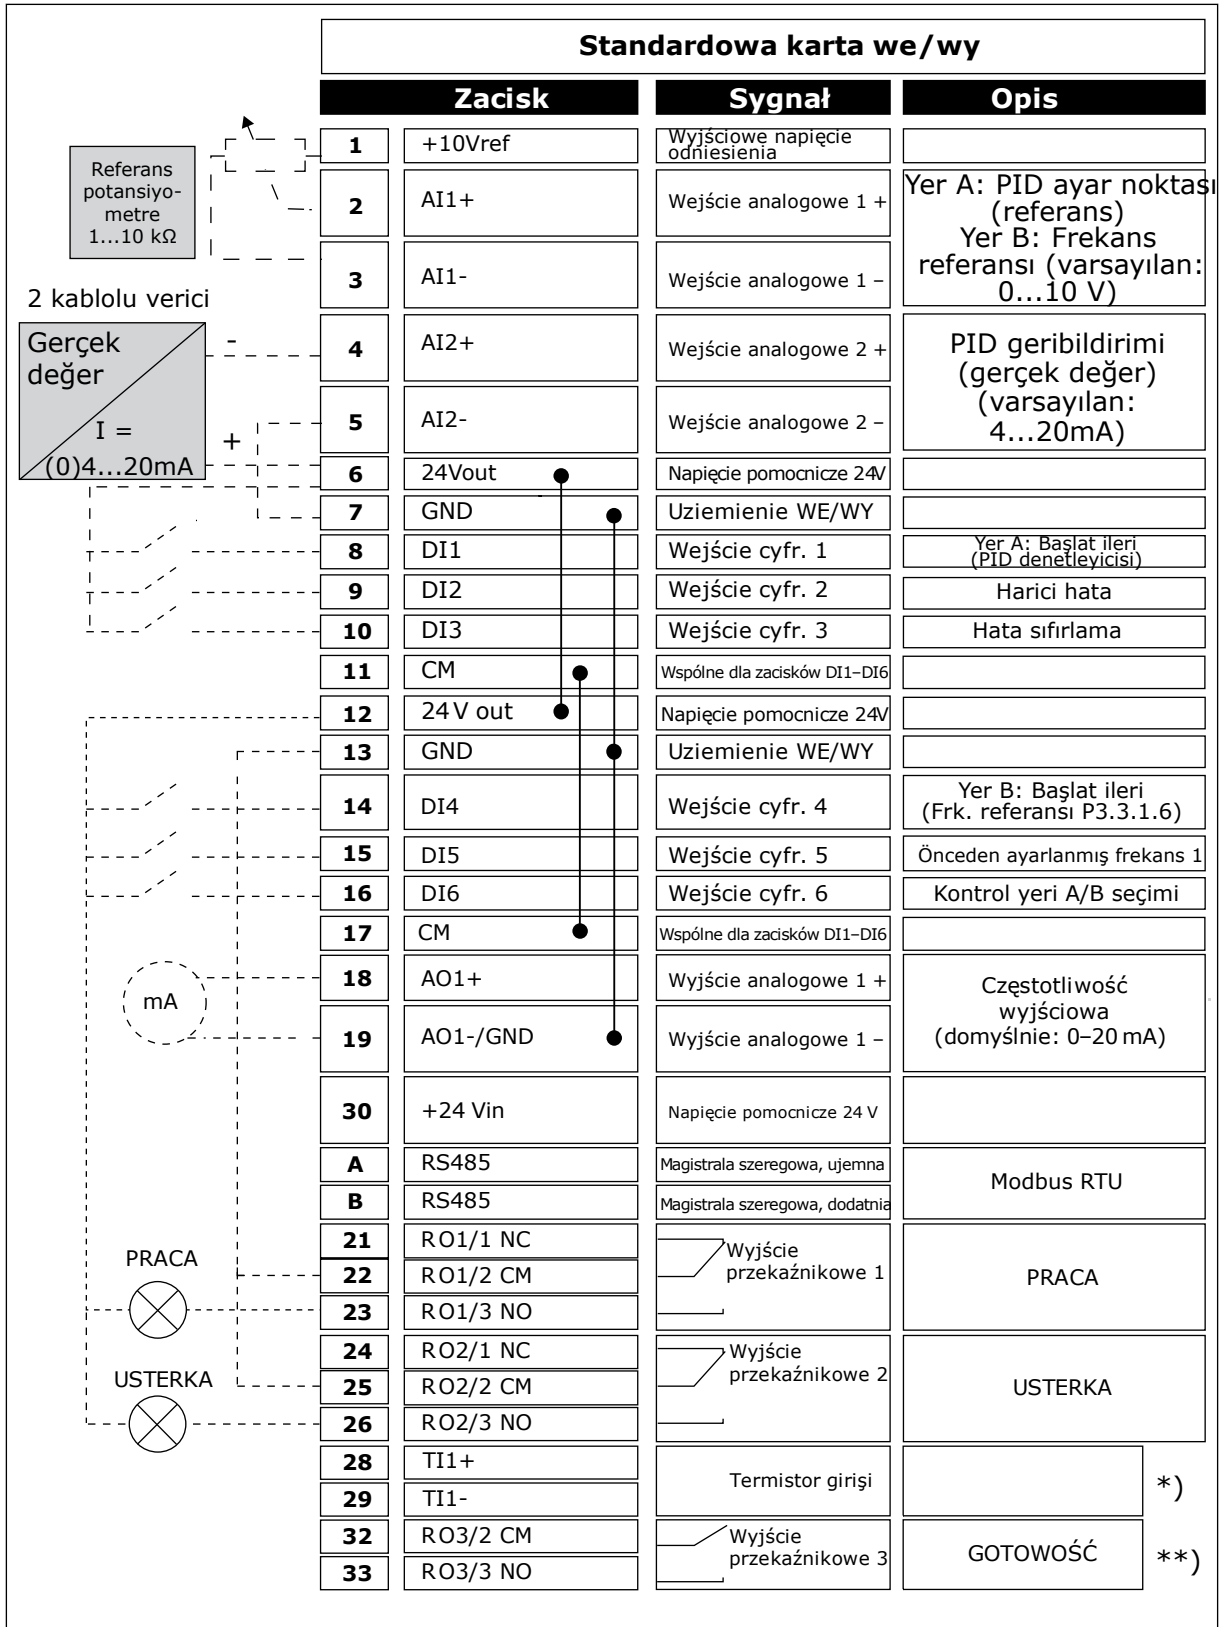 Standardowa karta we/wy
Zacisk Sygnał Opis
Referans
potansiyo-
metre
1...10 kΩ
1 +10Vref Wyjściowe napięcie
odniesienia
2 AI1+ Wejście analogowe 1 +
3 AI1- Wejście analogowe 1 –
Yer A: PID ayar noktası
(referans)
Yer B: Frekans
referansı (varsayılan:
0...10 V)
2 kablolu verici
Gerçek
değer
I =
(0)4...20mA
-
+
4 AI2+ Wejście analogowe 2 +
5 AI2- Wejście analogowe 2 –
PID geribildirimi
(gerçek değer)
(varsayılan:
4...20mA)
6 24Vout Napięcie pomocnicze 24V
7 GND Uziemienie WE/WY
8 DI1 Wejście cyfr. 1 Yer A: Başlat ileri
(PID denetleyicisi)
9 DI2 Wejście cyfr. 2 Harici hata
10 DI3 Wejście cyfr. 3 Hata sıfırlama
11 CM Wspólne dla zacisków DI1–DI6
12 24 V out Napięcie pomocnicze 24V
13 GND Uziemienie WE/WY
14 DI4 Wejście cyfr. 4 Yer B: Başlat ileri
(Frk. referansı P3.3.1.6)
15 DI5 Wejście cyfr. 5 Önceden ayarlanmış frekans 1
16 DI6 Wejście cyfr. 6 Kontrol yeri A/B seçimi
17 CM Wspólne dla zacisków DI1–DI6
mA
18 AO1+ Wyjście analogowe 1 +
19 AO1-/GND Wyjście analogowe 1 –
Częstotliwość
wyjściowa
(domyślnie: 0–20 mA)
30 +24 Vin Napięcie pomocnicze 24 V
A RS485 Magistrala szeregowa, ujemna
B RS485 Magistrala szeregowa, dodatnia
Modbus RTU
PRACA
21 RO1/1 NC
22 RO1/2 CM
23 RO1/3 NO
Wyjście
przekaźnikowe 1
PRACA
USTERKA
24 RO2/1 NC
25 RO2/2 CM
26 RO2/3 NO
Wyjście
przekaźnikowe 2
USTERKA
28 TI1+
29 TI1-
Termistor girişi
*)
32 RO3/2 CM
33 RO3/3 NO
Wyjście
przekaźnikowe 3
GOTOWOŚĆ
**)